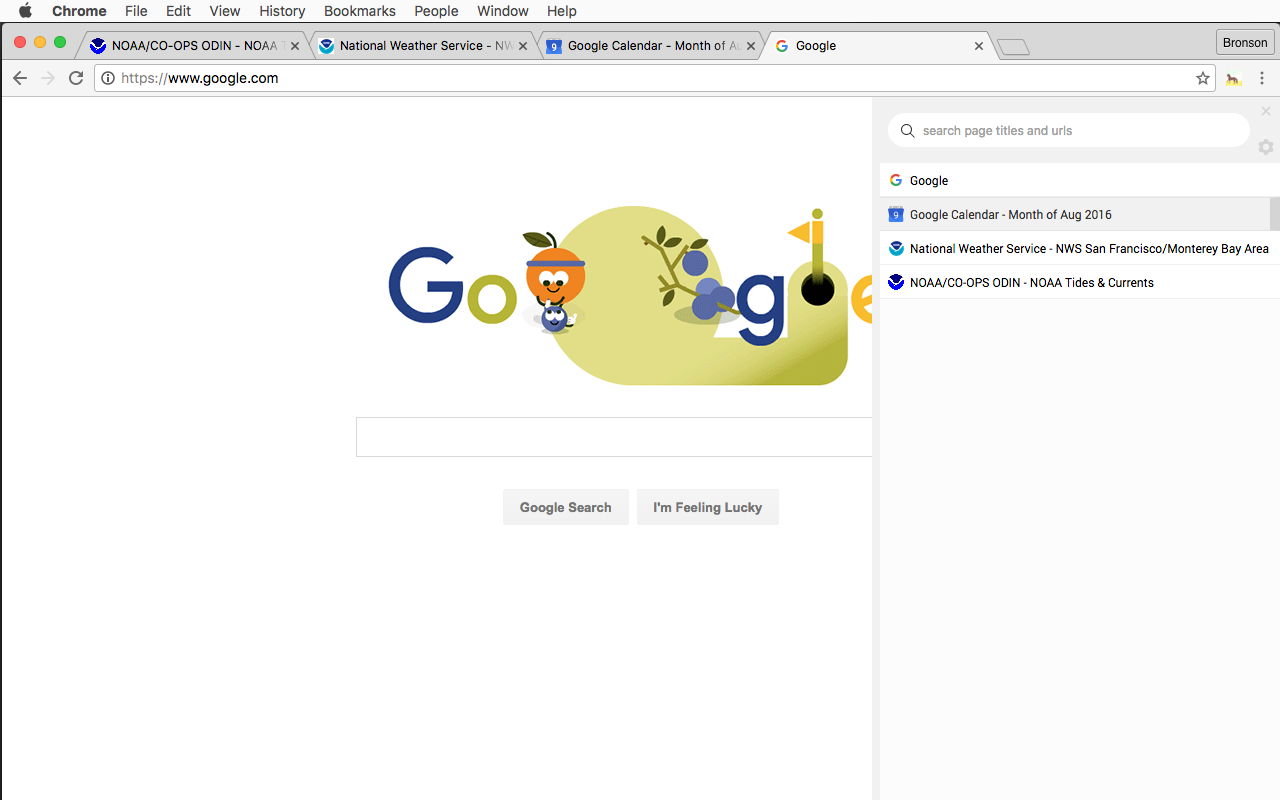 Chrome File Edit View History Bookmarks People Window Help
NOAA/CO-OPS ODIN - NOAA T National Weather Service - NW Google Calendar - Month of Au Google Bronson
https://www.google.com
search page titles and urls
Google
9 Google Calendar - Month of Aug 2016
National Weather Service - NWS San Francisco/Monterey Bay Area
NOAA/CO-OPS ODIN - NOAA Tides & Currents
Go gle
Google Search I'm Feeling Lucky